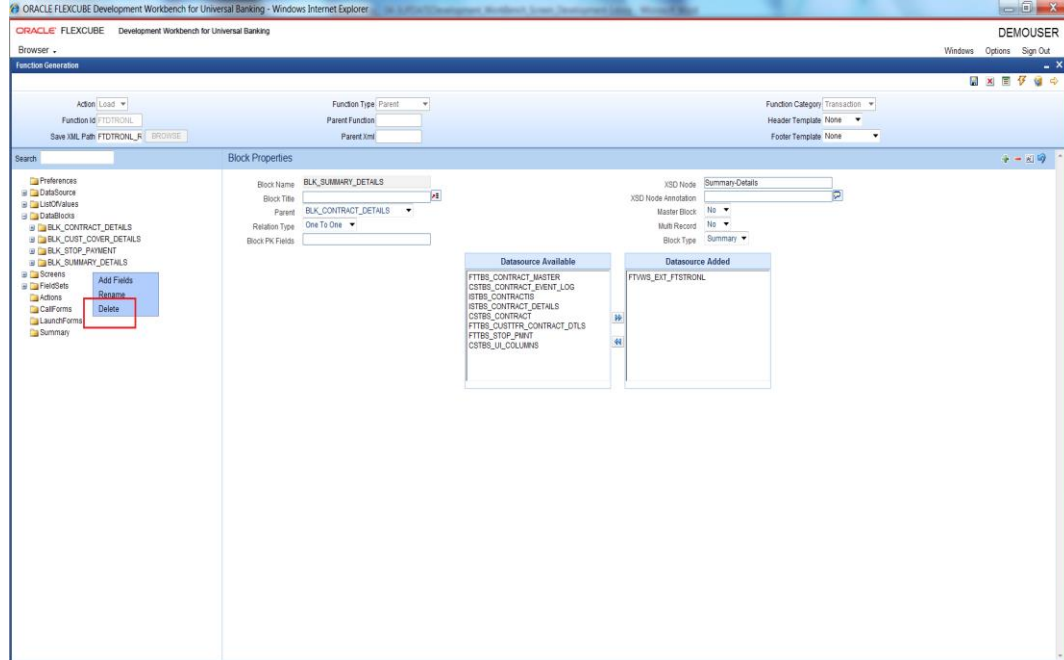 ORACLE FLEXCUBE Development Workbench for Universal Banking - Windows Internet Explorer
ORACLE FLEXCUBE Development Workbench for Universal Banking
DEMOUSER
Browser
Windows Options Sign Out
Function Generation
Action Load
Function Type Parent
Function Category Transaction
Function Id FTDTRONL
Parent Function
Header Template None
Save XML Path FTDTRONL_R BROWSE
Parent Xml
Footer Template None
Search
Block Properties
Preferences
DataSource
ListOfValues
DataBlocks
BLK_CONTRACT_DETAILS
BLK_CUST_COVER_DETAILS
BLK_STOP_PAYMENT
BLK_SUMMARY_DETAILS
Screens
FieldSets
Actions
CallForms
LaunchForms
Summary
Add Fields
Rename
Delete
Block Name BLK_SUMMARY_DETAILS
XSD Node Summary-Details
Block Title
XSD Node Annotation
Parent BLK_CONTRACT_DETAILS
Master Block No
Relation Type One To One
Multi Record No
Block PK Fields
Block Type Summary
Datasource Available
FTTBS_CONTRACT_MASTER
CSTBS_CONTRACT_EVENT_LOG
ISTBS_CONTRACTIS
ISTBS_CONTRACT_DETAILS
CSTBS_CONTRACT
FTTBS_CUSTTFR_CONTRACT_DTLS
FTTBS_STOP_PMNT
CSTBS_UI_COLUMNS
Datasource Added
FTVWS_EXT_FTSTRONL